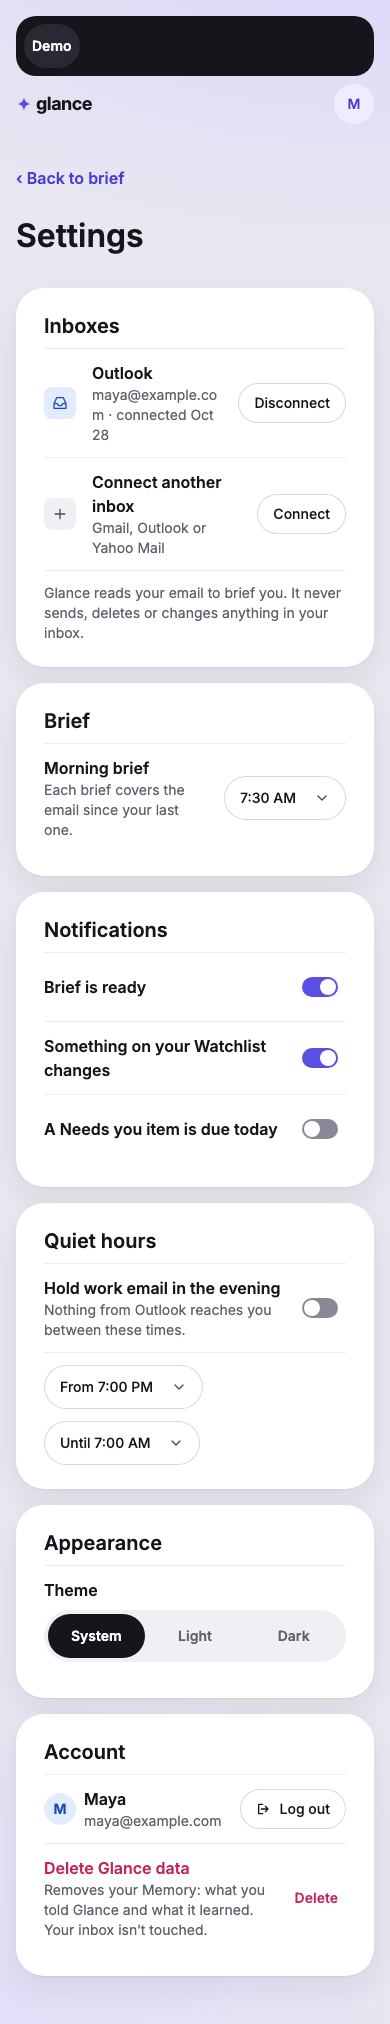 Demo
glance
M
‹ Back to brief
Settings
Inboxes
Outlook
maya@example.co
m · connected Oct
28
Disconnect
Connect another
inbox
Gmail, Outlook or
Yahoo Mail
Connect
Glance reads your email to brief you. It never
sends, deletes or changes anything in your
inbox.
Brief
Morning brief
Each brief covers the
email since your last
one.
7:30 AM
Notifications
Brief is ready
Something on your Watchlist
changes
A Needs you item is due today
Quiet hours
Hold work email in the evening
Nothing from Outlook reaches you
between these times.
From 7:00 PM
Until 7:00 AM
Appearance
Theme
System Light Dark
Account
M
Maya
maya@example.com
Log out
Delete Glance data
Removes your Memory: what you
told Glance and what it learned.
Your inbox isn’t touched.
Delete